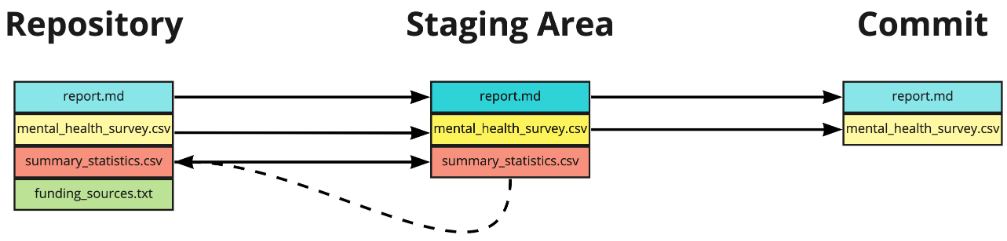 Repository
Staging Area
Commit
report.md
mental_health_survey.csv
summary_statistics.csv
funding_sources.txt
report.md
mental_health_survey.csv
summary_statistics.csv
report.md
mental_health_survey.csv